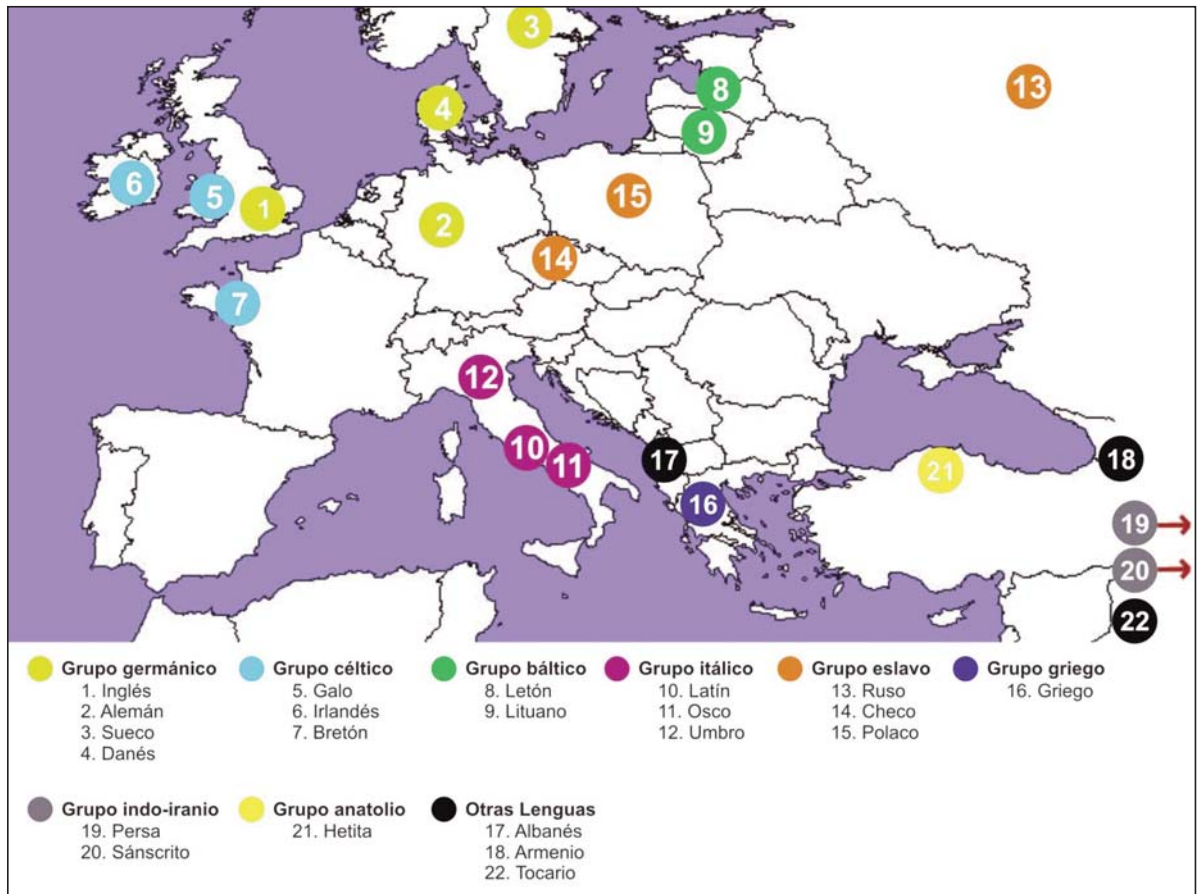 3
13
8
4
9
6
5
15
1
2
14
7
12
10
17
18
11
21
16
19
20
22
Grupo germánico
1. Inglés
2. Alemán
3. Sueco
4. Danés
Grupo céltico
5. Galo
6. Irlandés
7. Bretón
Grupo báltico
8. Letón
9. Lituano
Grupo itálico
10. Latín
11. Osco
12. Umbro
Grupo eslavo
13. Ruso
14. Checo
15. Polaco
Grupo griego
16. Griego
Grupo indo-iranio
19. Persa
20. Sánscrito
Grupo anatolio
21. Hetita
Otras Lenguas
17. Albanés
18. Armenio
22. Tocario